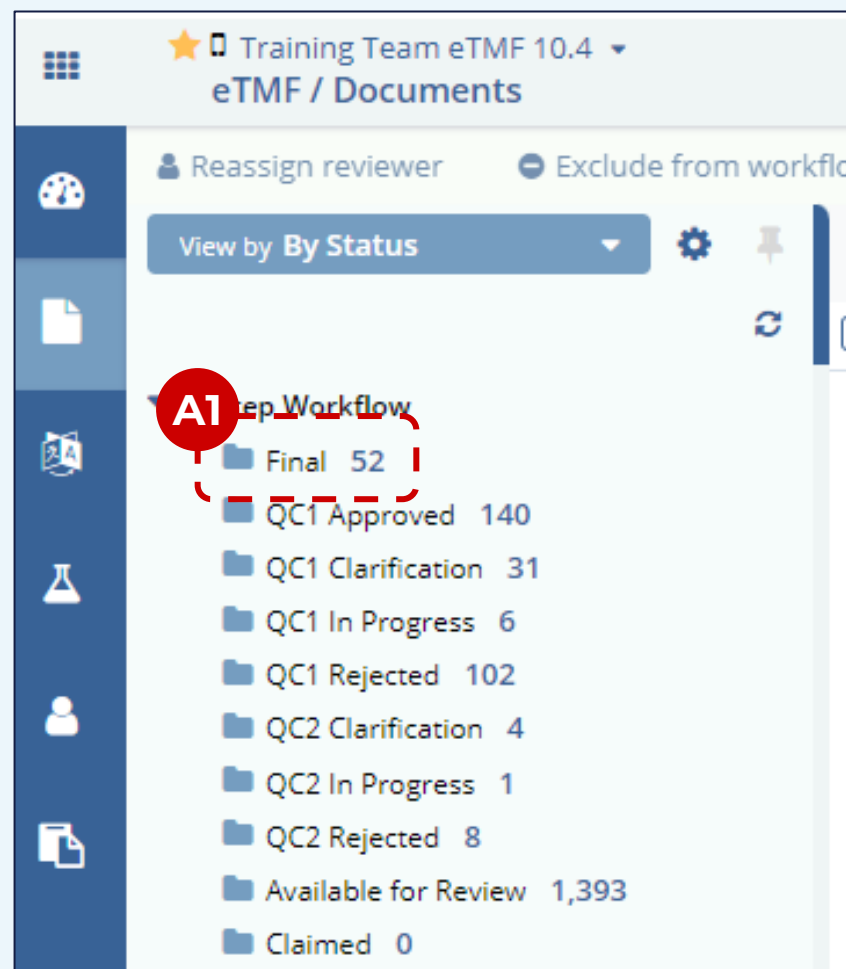 Training Team eTMF 10.4
eTMF / Documents
Reassign reviewer Exclude from workflo
View by By Status
A1 tep Workflow
Final 52
QC1 Approved 140
QC1 Clarification 31
QC1 In Progress 6
QC1 Rejected 102
QC2 Clarification 4
QC2 In Progress 1
QC2 Rejected 8
Available for Review 1,393
Claimed 0